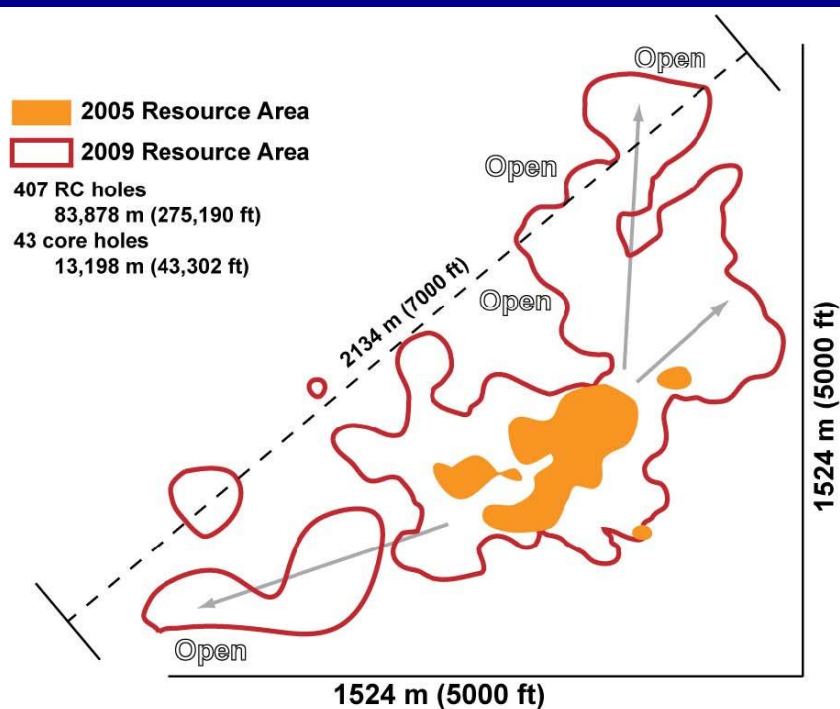 Open
2005 Resource Area
2009 Resource Area
407 RC holes
83,878 m (275,190 ft)
43 core holes
13,198 m (43,302 ft)
Open
Open
2134 m (7000 ft)
1524 m (5000 ft)
Open
1524 m (5000 ft)